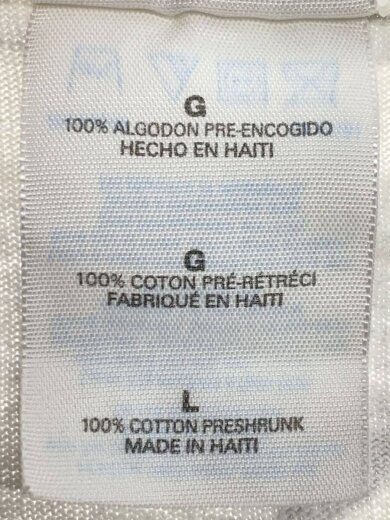 G
100% ALGODON PRE-ENCOGIDO
HECHO EN HAITI
G
100% COTON PRÉ-RÉTRÉCI
FABRIQUÉ EN HAITI
L
100% COTTON PRESHRUNK
MADE IN HAITI